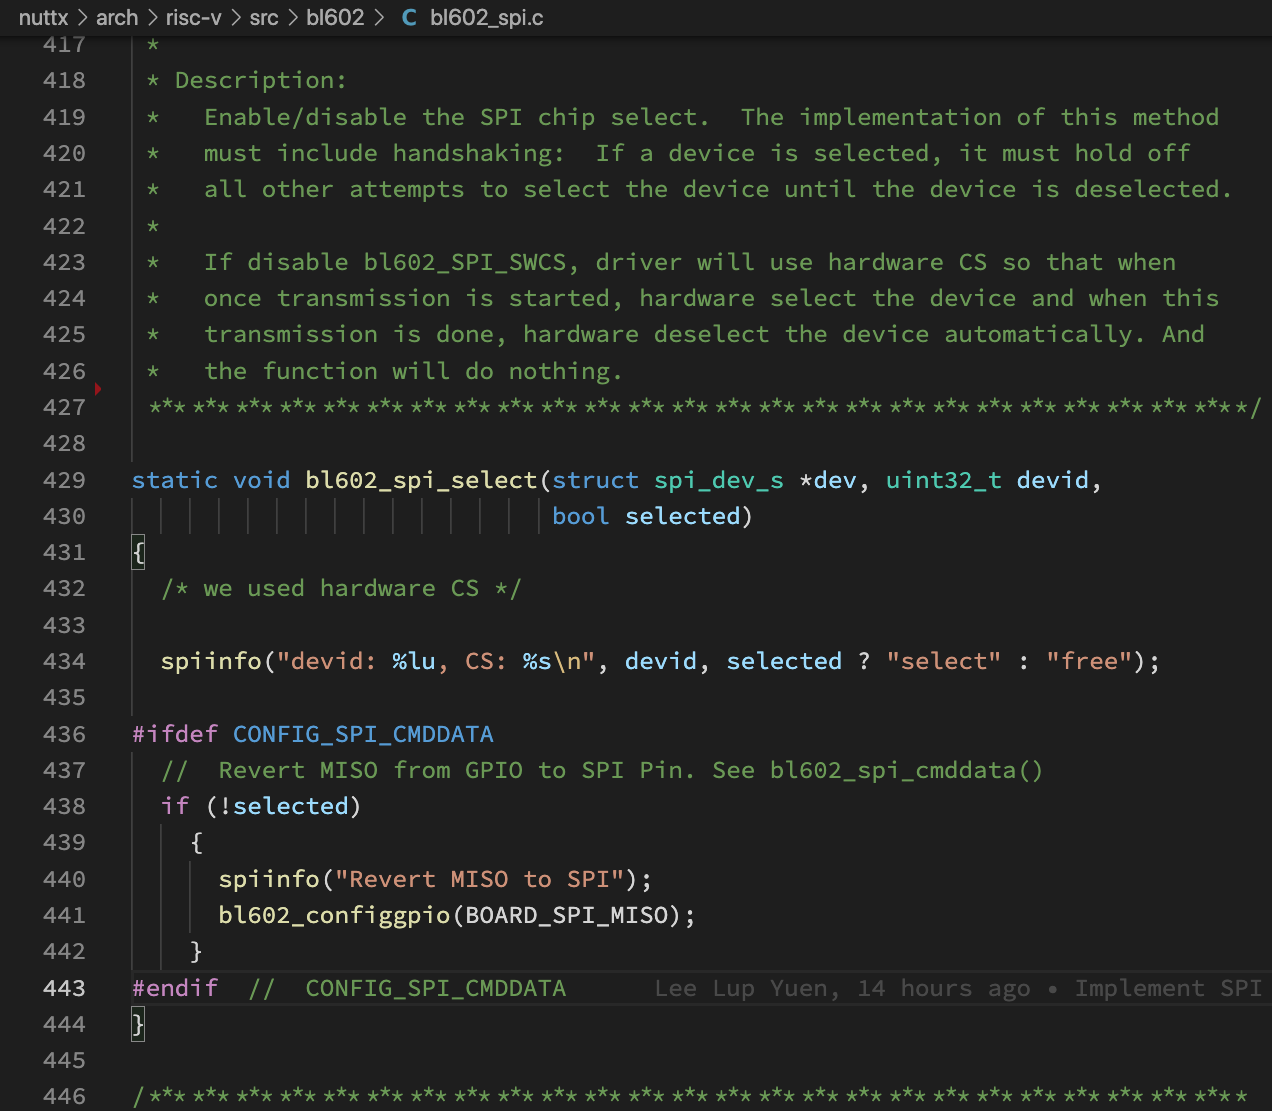 nuttx > arch > risc-v > src > bl602 > C bl602_spi.c
417 *
418 * Description:
419 *   Enable/disable the SPI chip select.  The implementation of this method
420 *   must include handshaking:  If a device is selected, it must hold off
421 *   all other attempts to select the device until the device is deselected.
422 *
423 *   If disable bl602_SPI_SWCS, driver will use hardware CS so that when
424 *   once transmission is started, hardware select the device and when this
425 *   transmission is done, hardware deselect the device automatically. And
426 *   the function will do nothing.
427 ****************************************************************************/
428
429 static void bl602_spi_select(struct spi_dev_s *dev, uint32_t devid,
430                              bool selected)
431 {
432   /* we used hardware CS */
433
434   spiinfo("devid: %lu, CS: %s\n", devid, selected ? "select" : "free");
435
436 #ifdef CONFIG_SPI_CMDDATA
437   //  Revert MISO from GPIO to SPI Pin. See bl602_spi_cmddata()
438   if (!selected)
439     {
440       spiinfo("Revert MISO to SPI");
441       bl602_configgpio(BOARD_SPI_MISO);
442     }
443 #endif  //  CONFIG_SPI_CMDDATA      Lee Lup Yuen, 14 hours ago • Implement SPI
444 }
445
446 /****************************************************************************